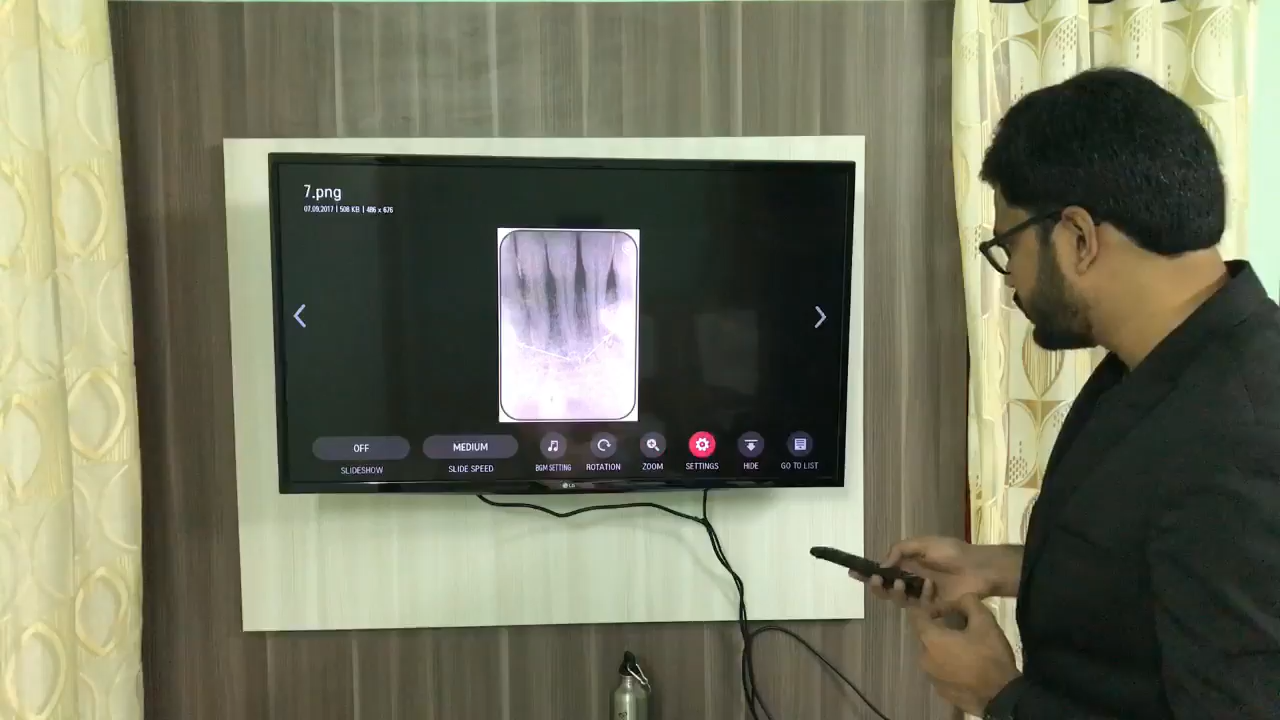 7.png
07.09.2017 | 508 KB | 486 x 676
OFF
MEDIUM
SLIDESHOW
SLIDE SPEED
BGM SETTING
ROTATION
ZOOM
SETTINGS
HIDE
GO TO LIST
LG